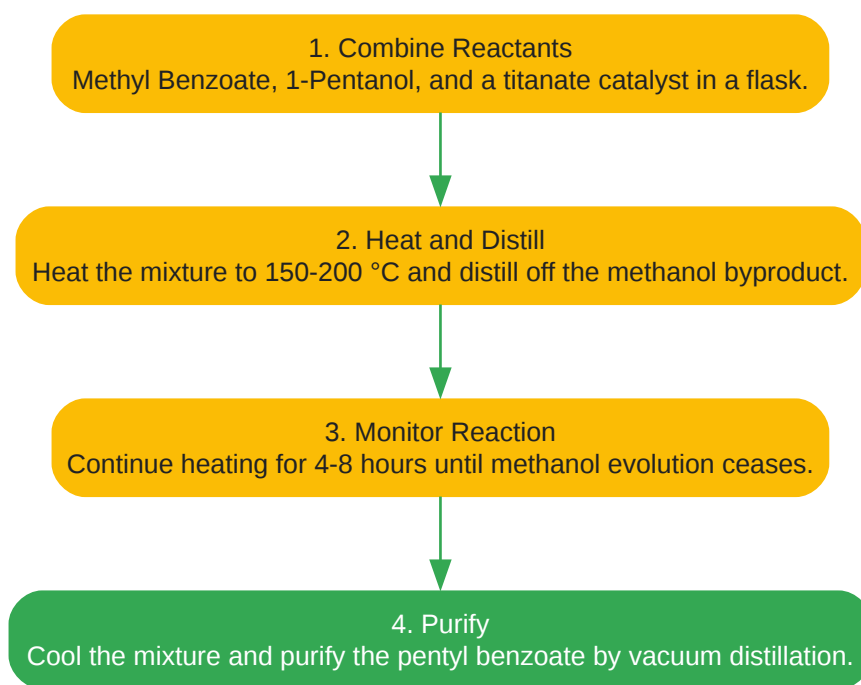 1. Combine Reactants
Methyl Benzoate, 1-Pentanol, and a titanate catalyst in a flask.
2. Heat and Distill
Heat the mixture to 150-200 °C and distill off the methanol byproduct.
3. Monitor Reaction
Continue heating for 4-8 hours until methanol evolution ceases.
4. Purify
Cool the mixture and purify the pentyl benzoate by vacuum distillation.